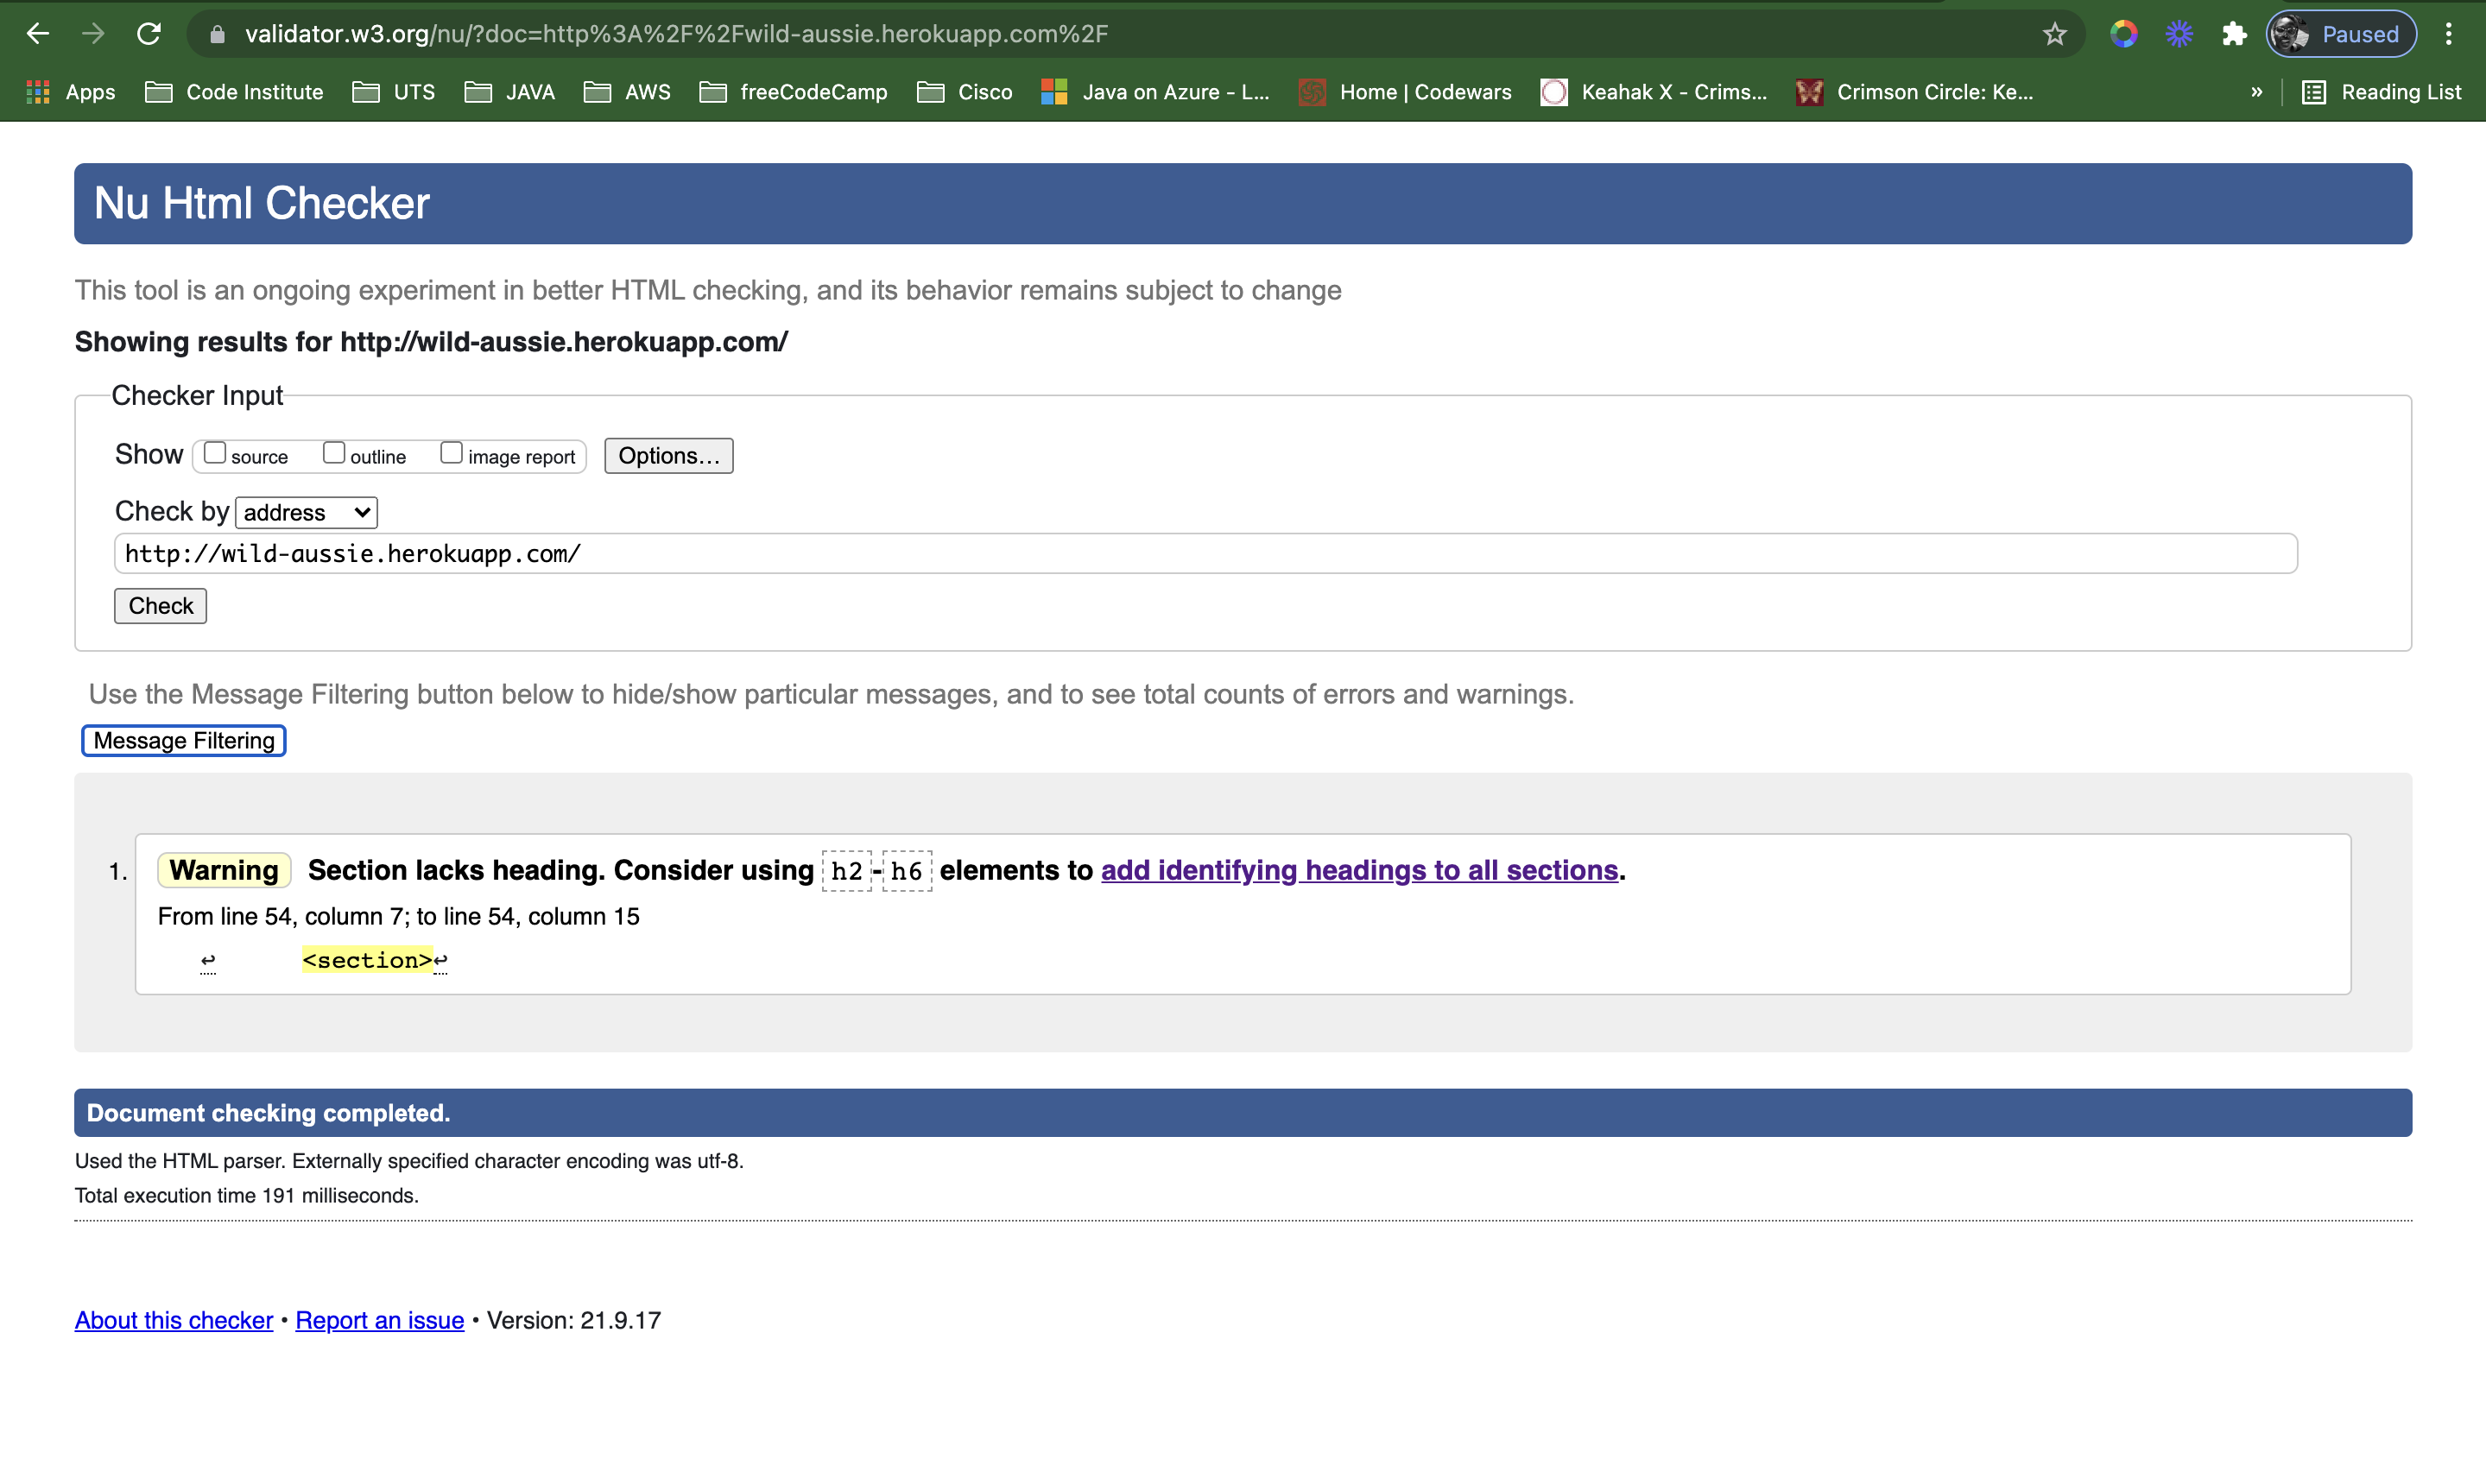 validator.w3.org/nu/?doc=http%3A%2F%2Fwild-aussie.herokuapp.com%2F Paused
Apps Code Institute UTS JAVA AWS freeCodeCamp Cisco Java on Azure - L... Home | Codewars Keahak X - Crims... Crimson Circle: Ke... » Reading List
Nu Html Checker
This tool is an ongoing experiment in better HTML checking, and its behavior remains subject to change
Showing results for http://wild-aussie.herokuapp.com/
Checker Input
Show source outline image report Options...
Check by address
http://wild-aussie.herokuapp.com/
Check
Use the Message Filtering button below to hide/show particular messages, and to see total counts of errors and warnings.
Message Filtering
1. Warning Section lacks heading. Consider using h2-h6 elements to add identifying headings to all sections.
From line 54, column 7; to line 54, column 15
↩ <section>↩
Document checking completed.
Used the HTML parser. Externally specified character encoding was utf-8.
Total execution time 191 milliseconds.
About this checker • Report an issue • Version: 21.9.17